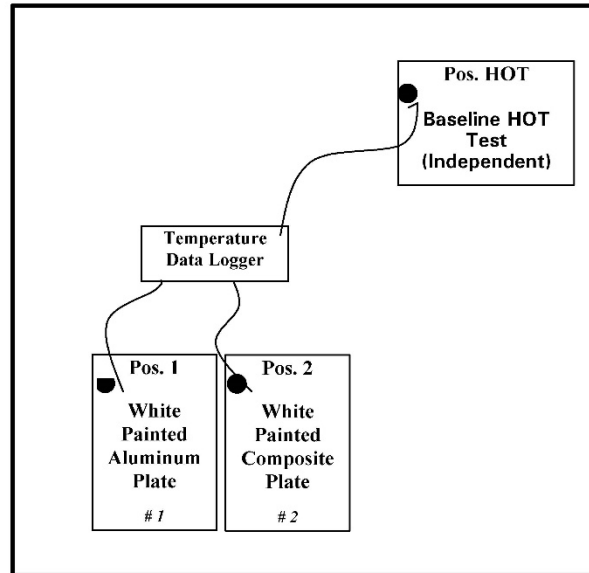 Pos. HOT
Baseline HOT
Test
(Independent)
Temperature
Data Logger
Pos. 1
White
Painted
Aluminum
Plate
# 1
Pos. 2
White
Painted
Composite
Plate
# 2